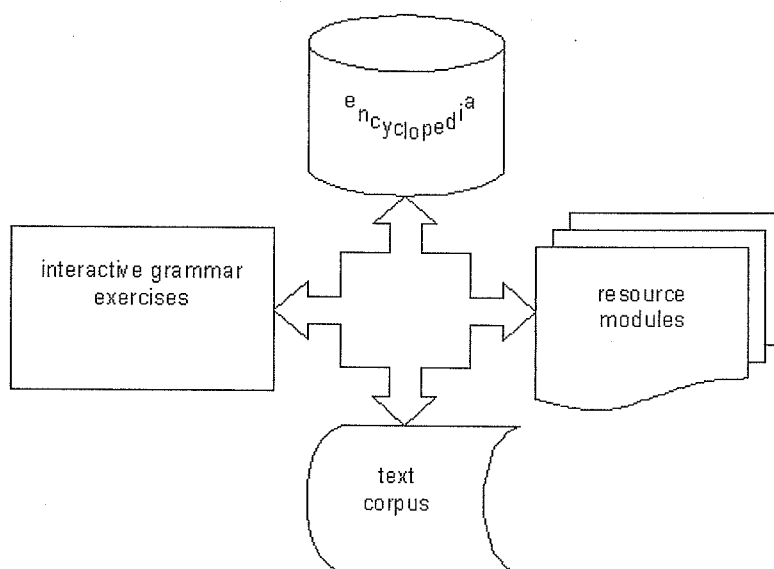 encyclopedia
interactive grammar
exercises
resource
modules
text
corpus